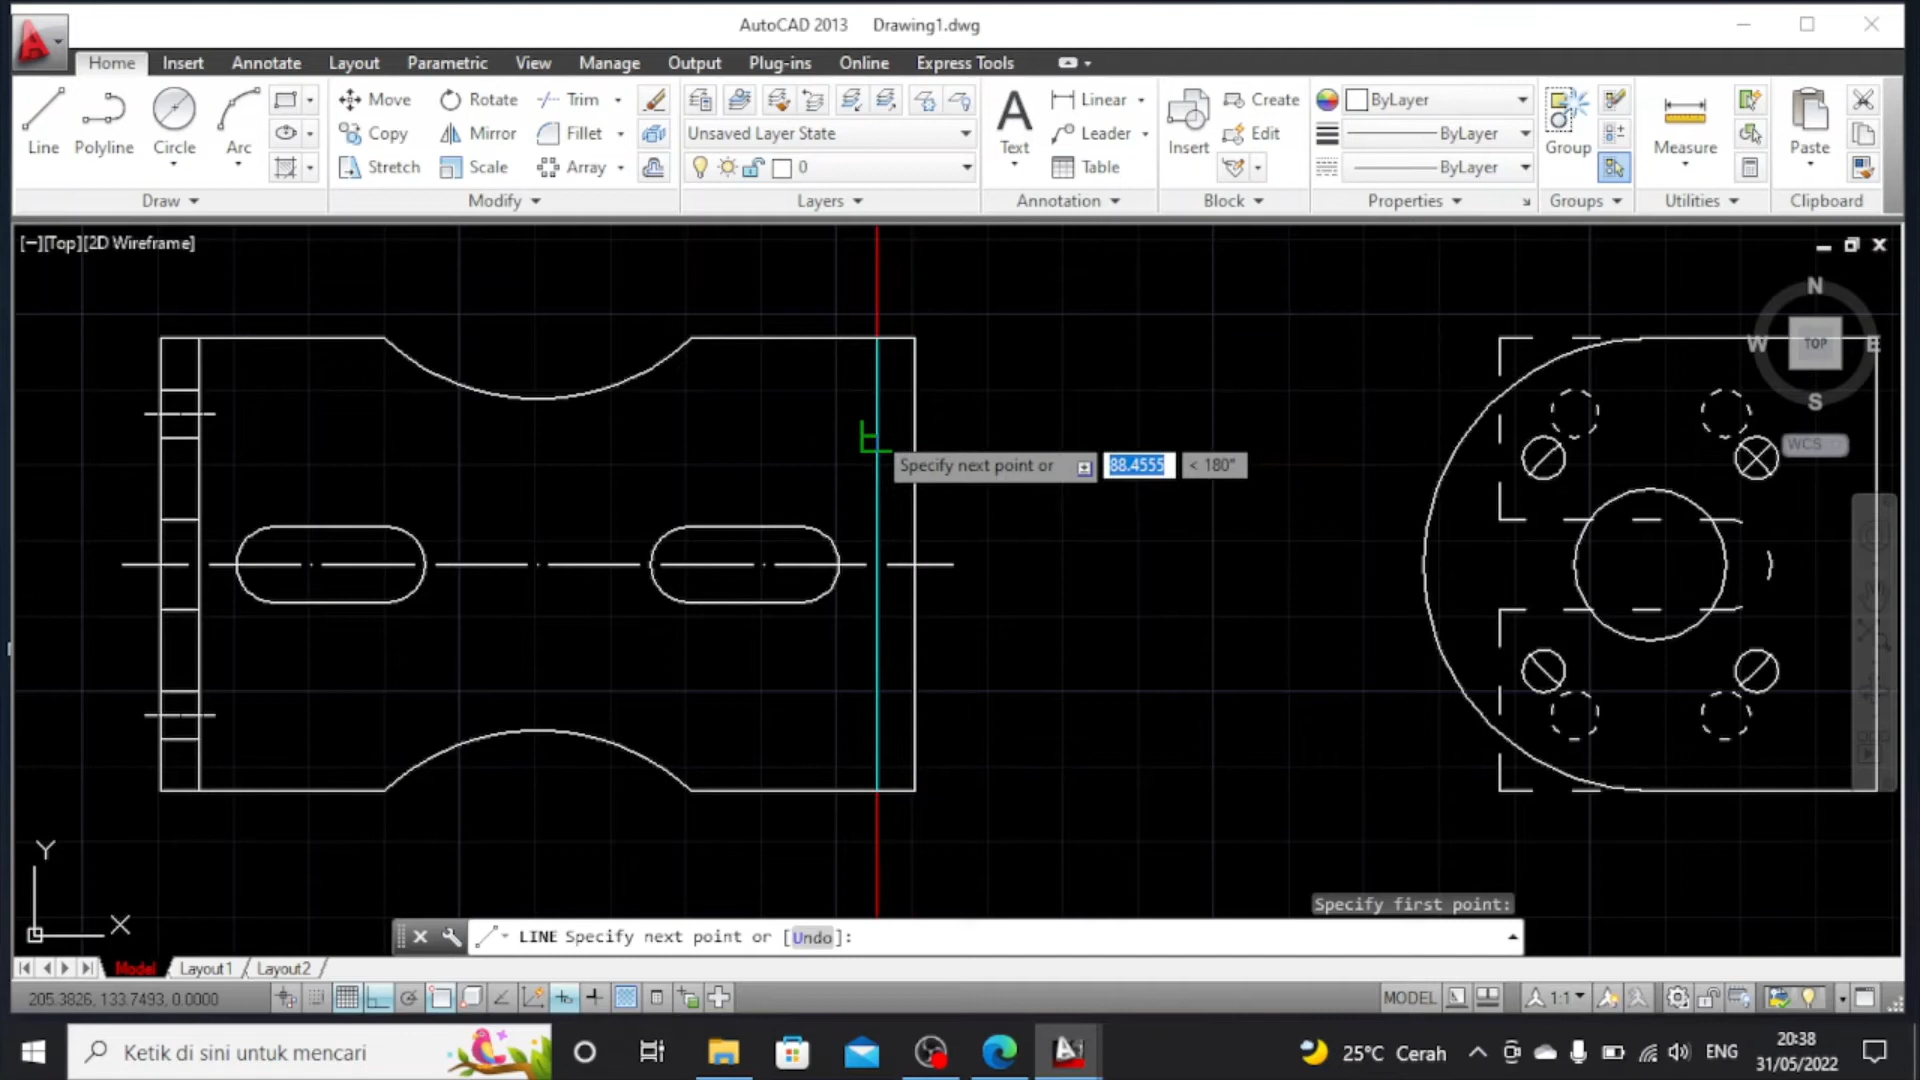 AutoCAD 2013 Drawing1.dwg
Home Insert Annotate Layout Parametric View Manage Output Plug-ins Online Express Tools
Line Polyline Circle Arc
Move Rotate Trim
Copy Mirror Fillet
Stretch Scale Array
Unsaved Layer State
0
Text
Linear
Leader
Table
Insert
Create
Edit
ByLayer
ByLayer
ByLayer
Group
Measure
Paste
Draw Modify Layers Annotation Block Properties Groups Utilities Clipboard
[−][Top][2D Wireframe]
N
W TOP E
S
WCS
Specify next point or 88.4555 < 180°
Y
X
Specify first point:
LINE Specify next point or [Undo]:
Model Layout1 Layout2
205.3826, 133.7493, 0.0000
MODEL 1:1
Ketik di sini untuk mencari
25°C Cerah
ENG
20:38
31/05/2022